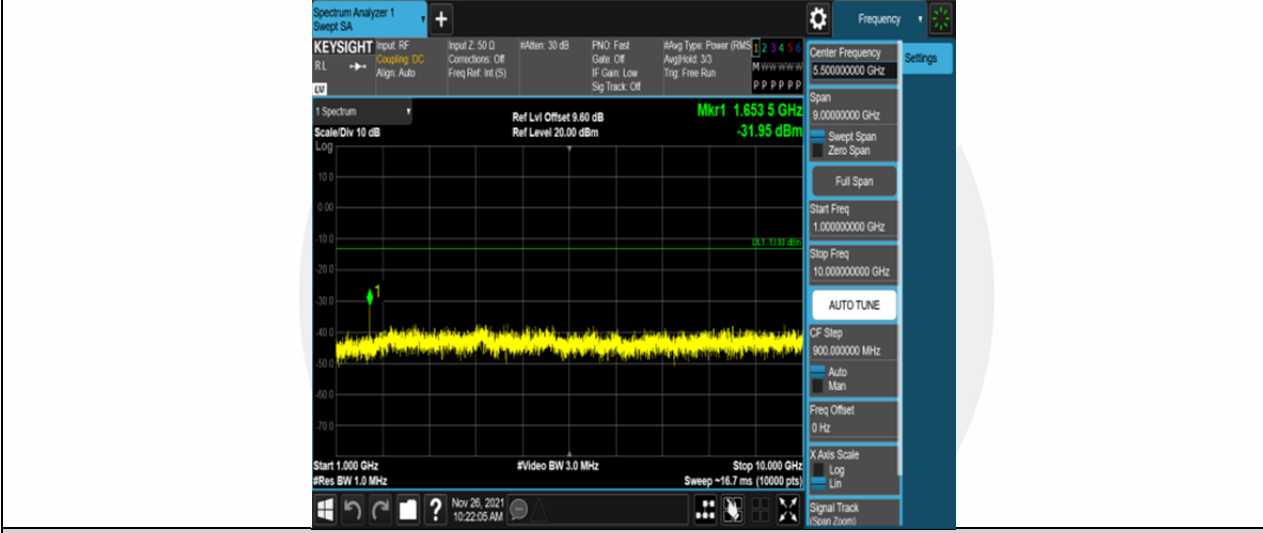 Spectrum Analyzer 1
Swept SA
+
Frequency
KEYSIGHT
RL
LXI
Input: RF
Coupling: DC
Align: Auto
Input Z: 50 Ω
Corrections: Off
Freq Ref: Int (S)
#Atten: 30 dB
PNO: Fast
Gate: Off
IF Gain: Low
Sig Track: Off
#Avg Type: Power (RMS
Avg|Hold: 3/3
Trig: Free Run
1 2 3 4 5 6
M W W W W W
P P P P P P
1 Spectrum
Scale/Div 10 dB
Log
Ref Lvl Offset 9.60 dB
Ref Level 20.00 dBm
Mkr1 1.653 5 GHz
-31.95 dBm
10.0
0.00
-10.0
-20.0
-30.0
-40.0
-50.0
-60.0
-70.0
DL1 -13.00 dBm
1
Start 1.000 GHz
#Res BW 1.0 MHz
#Video BW 3.0 MHz
Stop 10.000 GHz
Sweep ~16.7 ms (10000 pts)
Nov 26, 2021
10:22:05 AM
?
Center Frequency
5.500000000 GHz
Span
9.00000000 GHz
Swept Span
Zero Span
Full Span
Start Freq
1.000000000 GHz
Stop Freq
10.000000000 GHz
AUTO TUNE
CF Step
900.000000 MHz
Auto
Man
Freq Offset
0 Hz
X Axis Scale
Log
Lin
Signal Track
(Span Zoom)
Settings